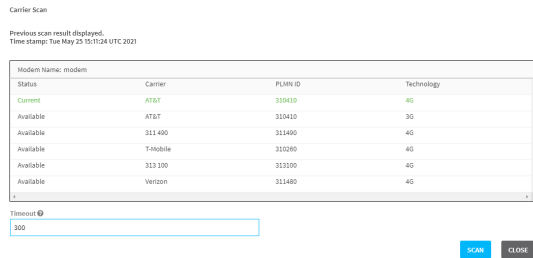 Carrier Scan
Previous scan result displayed.
Time stamp: Tue May 25 15:11:24 UTC 2021
Modem Name: modem
Status Carrier PLMN ID Technology
Current AT&T 310410 4G
Available AT&T 310410 3G
Available 311 490 311490 4G
Available T-Mobile 310260 4G
Available 313 100 313100 4G
Available Verizon 311480 4G
Timeout
300
SCAN CLOSE